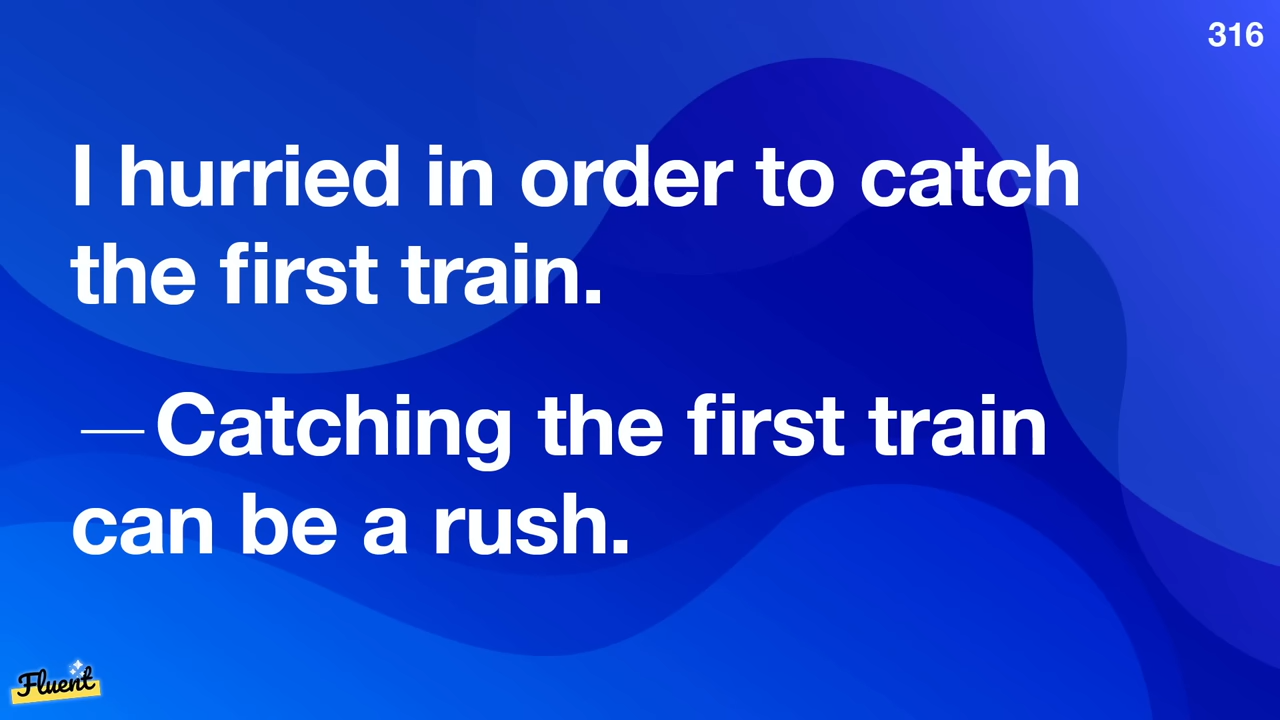 316
I hurried in order to catch
the first train.
—Catching the first train
can be a rush.
Fluent